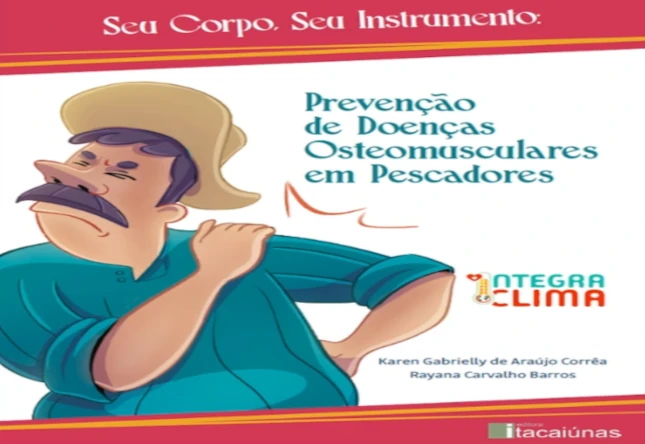 Seu Corpo, Seu Instrumento:
Prevenção
de Doenças
Osteomusculares
em Pescadores
INTEGRA
CLIMA
Karen Gabrielly de Araújo Corrêa
Rayana Carvalho Barros
editora
itacaiúnas